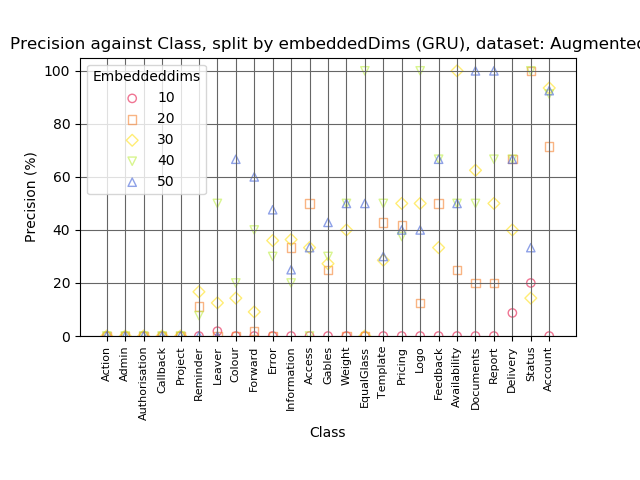 Precision against Class, split by embeddedDims (GRU), dataset: Augmented
Precision (%)
100
80
60
40
20
0
Embeddeddims
10
20
30
40
50
Action
Admin
Authorisation
Callback
Project
Reminder
Leaver
Colour
Forward
Error
Information
Access
Gables
Weight
EqualGlass
Template
Pricing
Logo
Feedback
Availability
Documents
Report
Delivery
Status
Account
Class